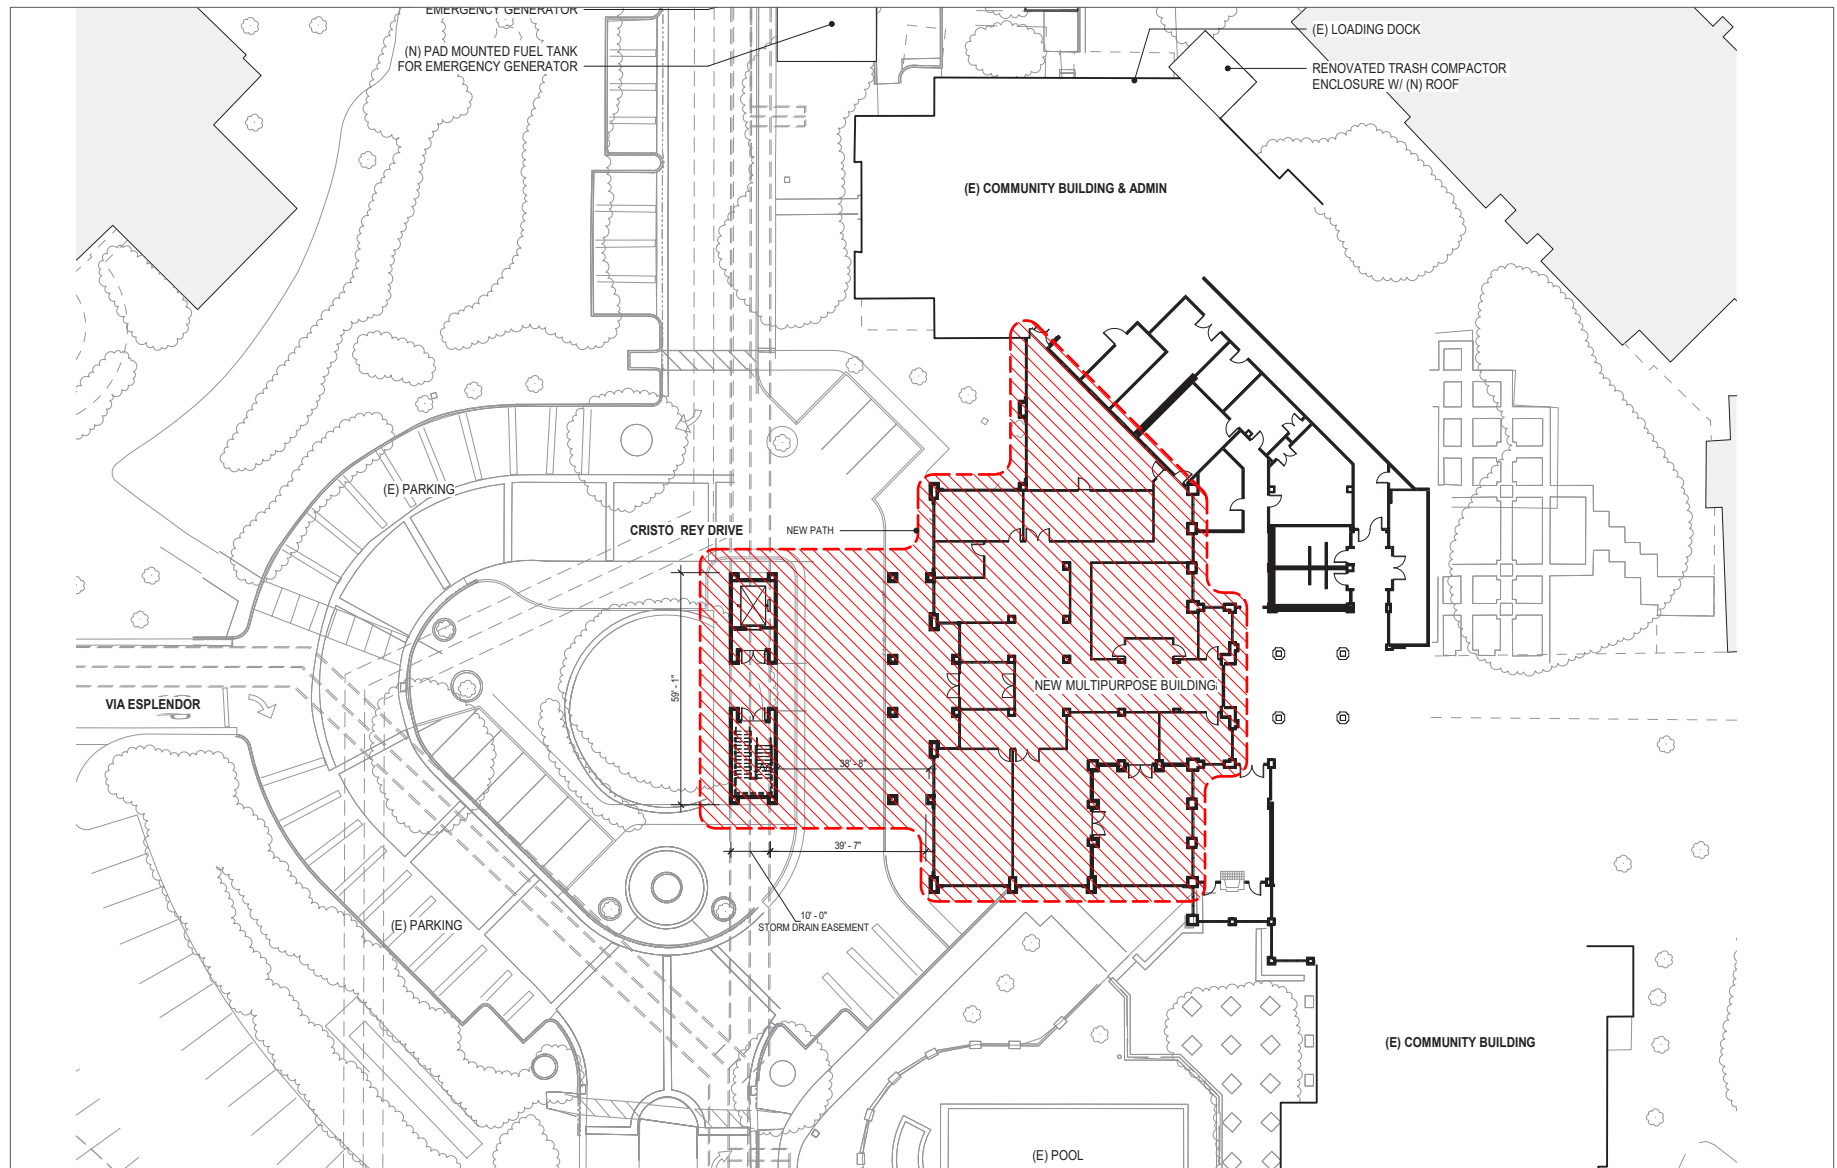 EMERGENCY GENERATOR
(N) PAD MOUNTED FUEL TANK
FOR EMERGENCY GENERATOR
(E) LOADING DOCK
RENOVATED TRASH COMPACTOR
ENCLOSURE W/ (N) ROOF
(E) COMMUNITY BUILDING & ADMIN
(E) PARKING
CRISTO REY DRIVE
NEW PATH
59' - 1"
NEW MULTIPURPOSE BUILDING
VIA ESPLENDOR
38' - 8"
39' - 7"
10' - 0"
STORM DRAIN EASEMENT
(E) PARKING
(E) COMMUNITY BUILDING
(E) POOL